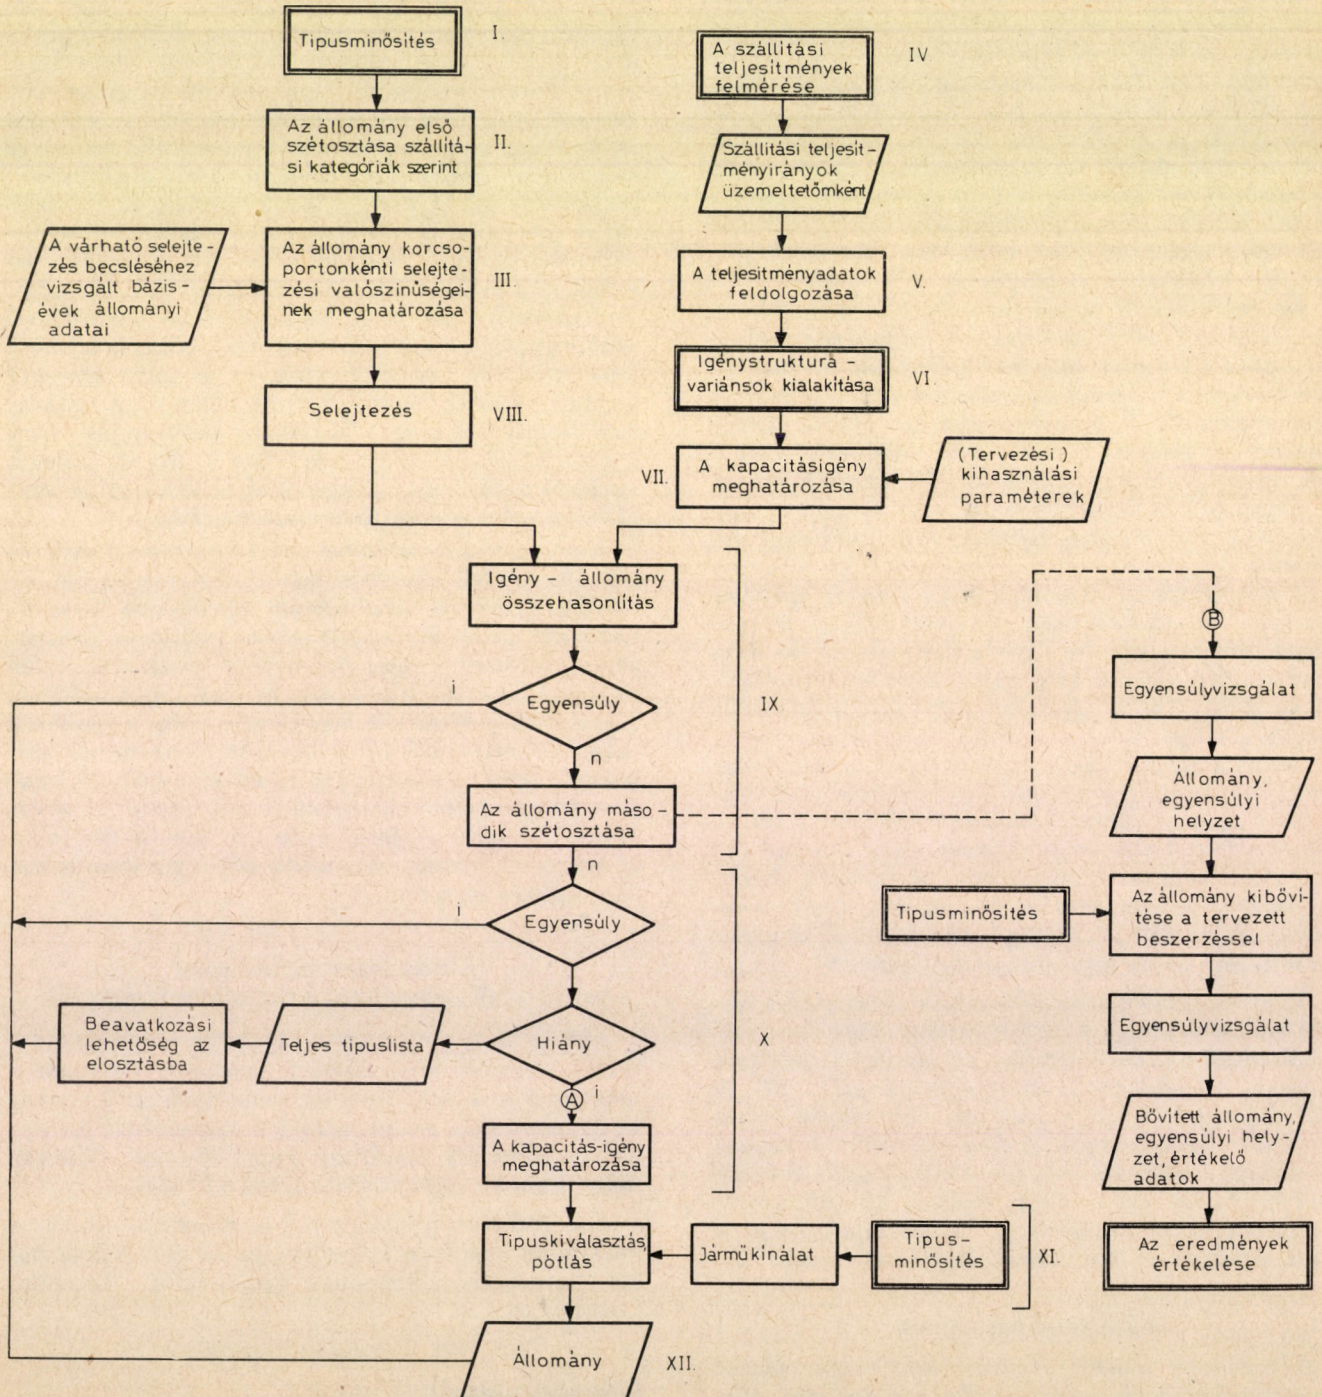 Tipusminősítés
I.
Az állomány első
szétosztása szállítá-
si kategóriák szerint
II.
A várható selejte-
zés becsléséhez
vizsgált bázis-
évek állományi
adatai
Az állomány korcso-
portonkénti selejte-
zési valószinűségei-
nek meghatározása
III.
Selejtezés
VIII.
A szállítási
teljesítmények
felmérése
IV
Szállitási teljesít-
ményirányok
üzemeltetőmként
A teljesitményadatok
feldolgozása
V.
Igénystruktura -
variánsok kialakítása
VI.
VII.
A kapacitásigény
meghatározása
(Tervezési)
kihasználási
paraméterek
Igény - állomány
összehasonlítás
i
Egyensúly
n
IX
Az állomány máso-
dik szétosztása
n
i
Egyensúly
Beavatkozási
lehetőség az
elosztásba
Teljes tipuslista
Hiány
X
A
i
A kapacitás-igény
meghatározása
Tipuskiválasztás,
pótlás
Járműkínálat
Tipus-
minősítés
XI.
Állomány
XII.
B
Egyensúlyvizsgálat
Állomány,
egyensúlyi
helyzet
Tipusminősítés
Az állomány kibőví-
tése a tervezett
beszerzéssel
Egyensúlyvizsgálat
Bővített állomány,
egyensúlyi hely-
zet, értékelő
adatok
Az eredmények
értékelése